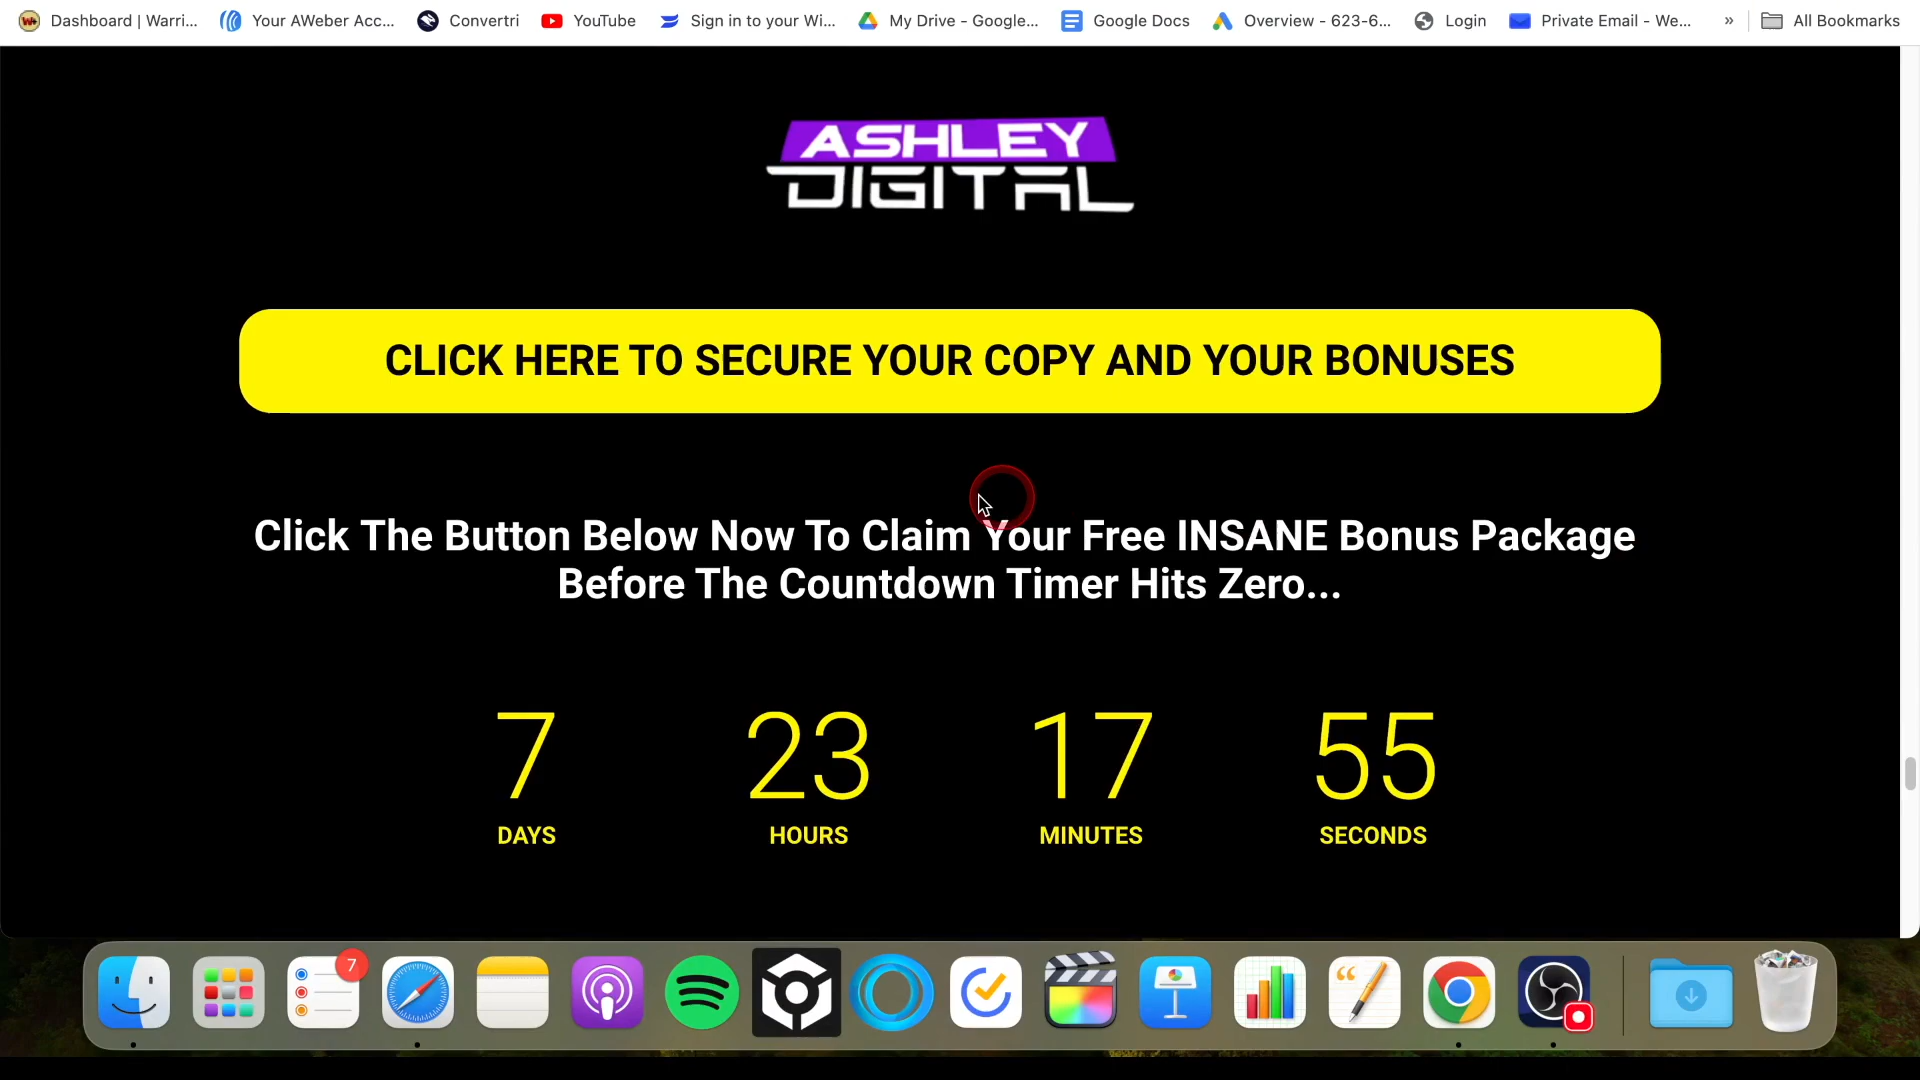 Dashboard | Warri...
Your AWeber Acc...
Convertri
YouTube
Sign in to your Wi...
My Drive - Google...
Google Docs
Overview - 623-6...
Login
Private Email - We...
»
All Bookmarks
ASHLEY
DIGITAL
CLICK HERE TO SECURE YOUR COPY AND YOUR BONUSES
Click The Button Below Now To Claim Your Free INSANE Bonus Package
Before The Countdown Timer Hits Zero...
7 23 17 55
DAYS HOURS MINUTES SECONDS
7